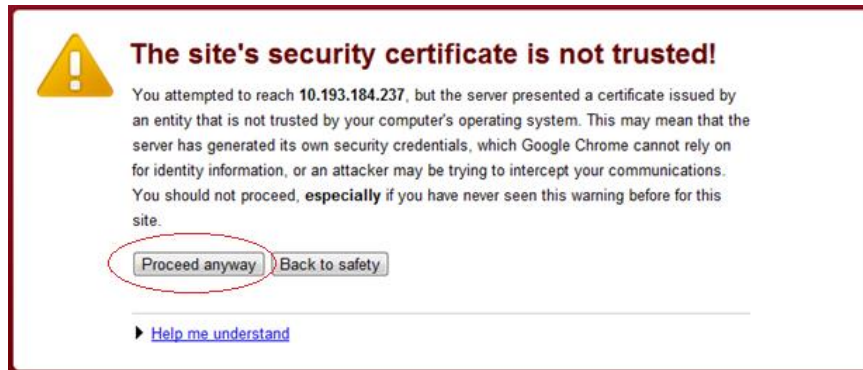 The site's security certificate is not trusted!
You attempted to reach 10.193.184.237, but the server presented a certificate issued by
an entity that is not trusted by your computer's operating system. This may mean that the
server has generated its own security credentials, which Google Chrome cannot rely on
for identity information, or an attacker may be trying to intercept your communications.
You should not proceed, especially if you have never seen this warning before for this
site.
Proceed anyway Back to safety
Help me understand